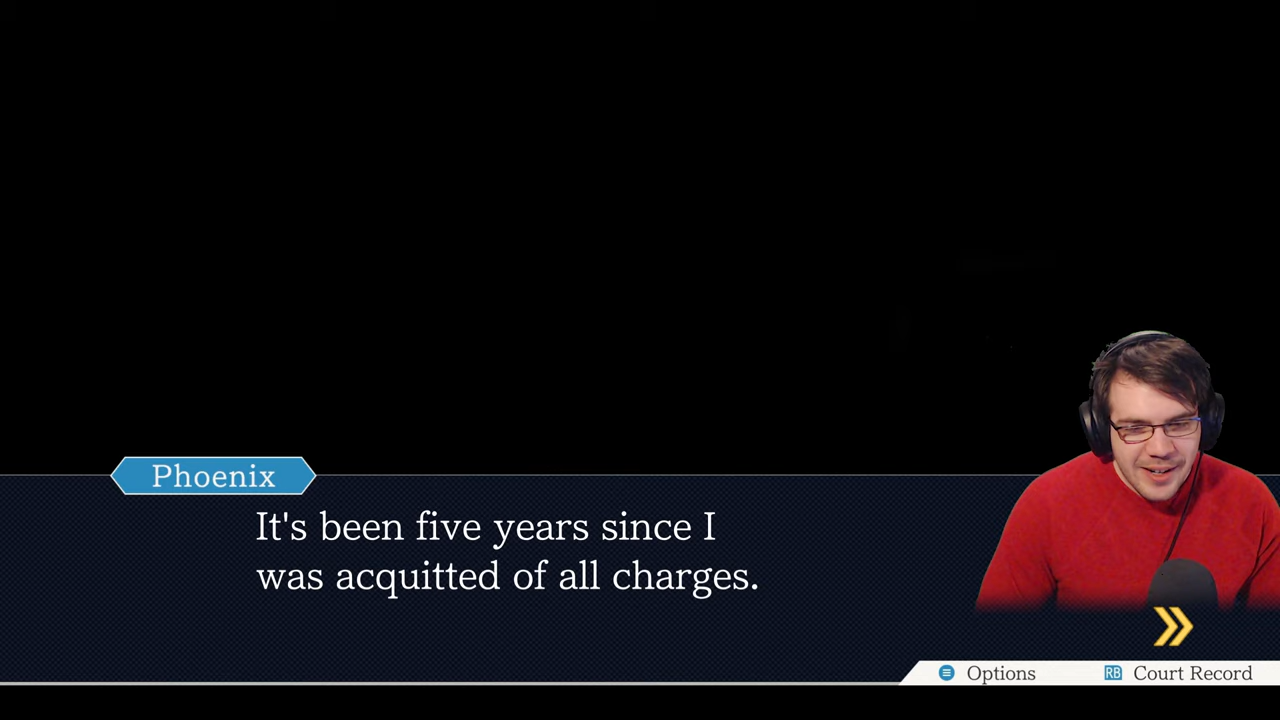 Phoenix
It's been five years since I
was acquitted of all charges.
Options
RB Court Record